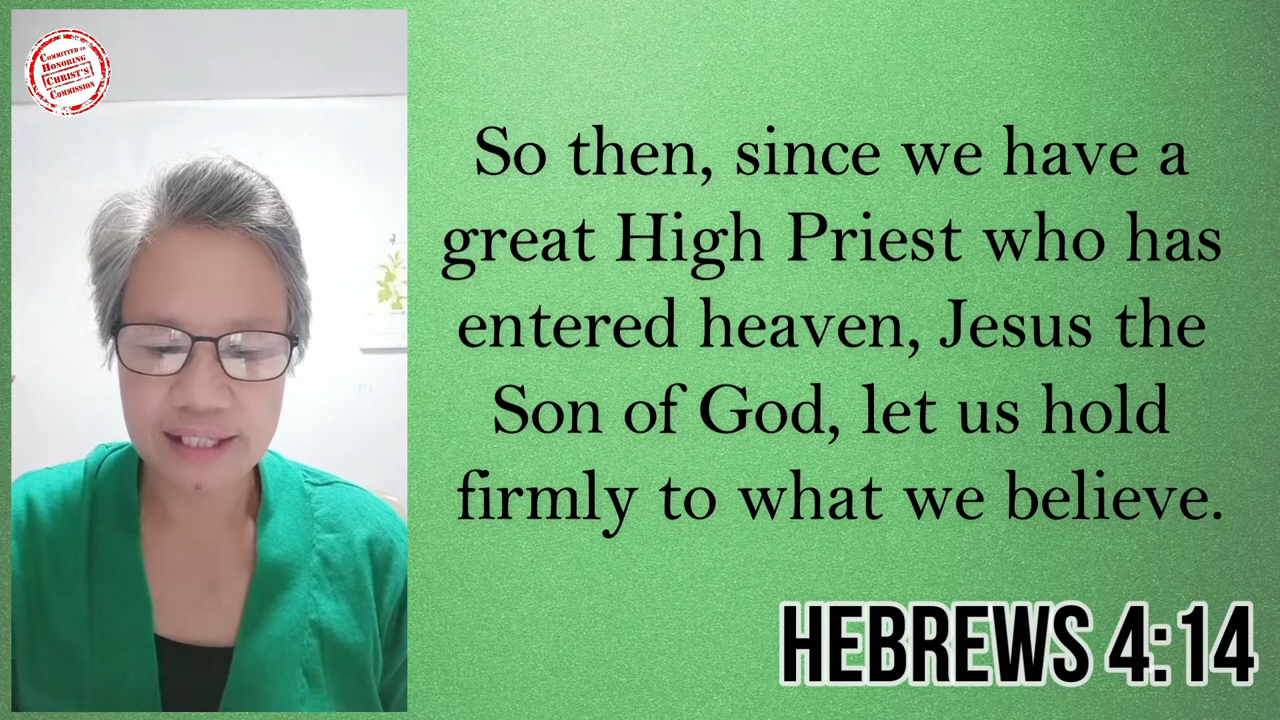 COMMITTED TO
HONORING
CHRIST'S
COMMISSION
So then, since we have a
great High Priest who has
entered heaven, Jesus the
Son of God, let us hold
firmly to what we believe.
HEBREWS 4:14